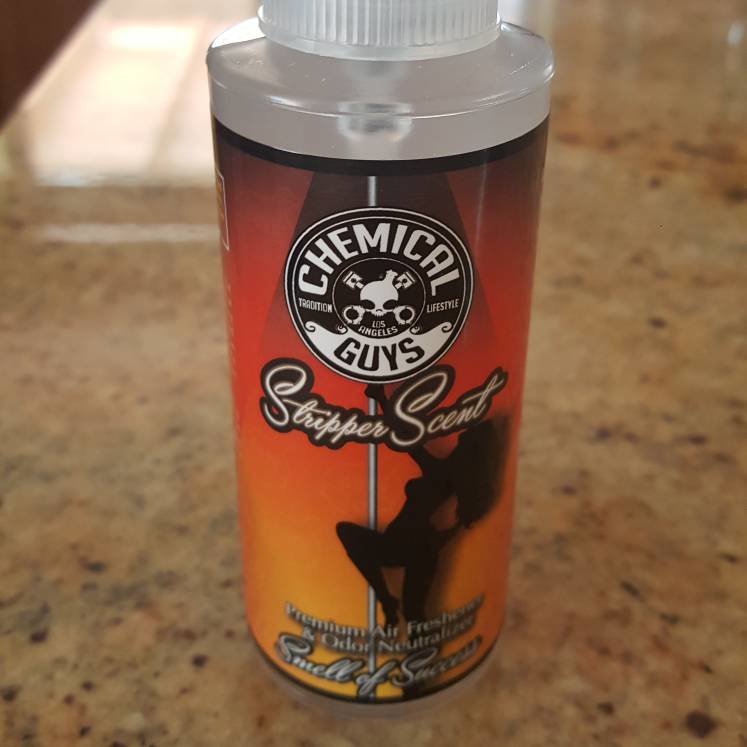 CHEMICAL
TRADITION
LIFESTYLE
LOS
ANGELES
GUYS
Stripper Scent
Premium Air Freshener
& Odor Neutralizer
Smell of Success